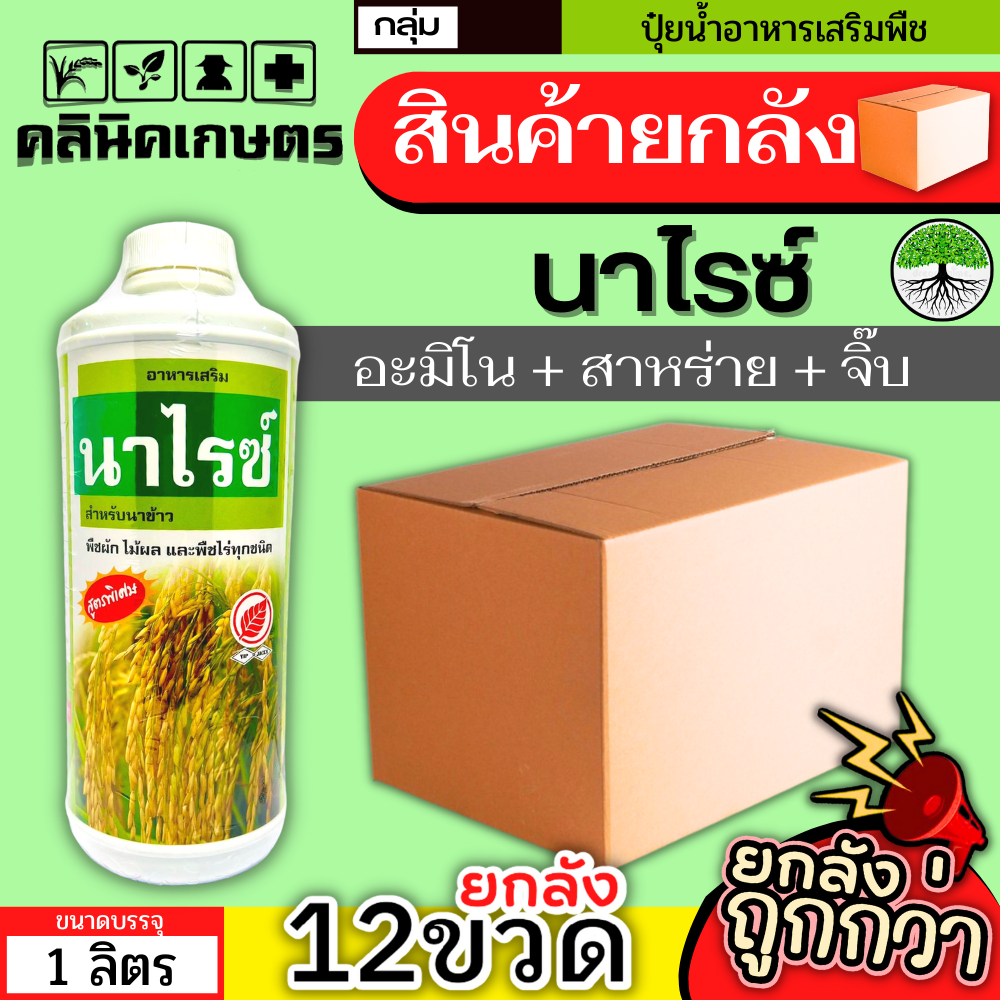 กลุ่ม
ปุ๋ยน้ำอาหารเสริมพืช
คลินิคเกษตร
สินค้ายกลัง
นาไรซ์
อะมิโน + สาหร่าย + จิ๊บ
อาหารเสริม
นาไรซ์
สำหรับนาข้าว
พืชผัก ไม้ผล และพืชไร่ทุกชนิด
สูตรพิเศษ
ยกลัง
12ขวด
ขนาดบรรจุ
1 ลิตร
ยกลัง
ถูกกว่า